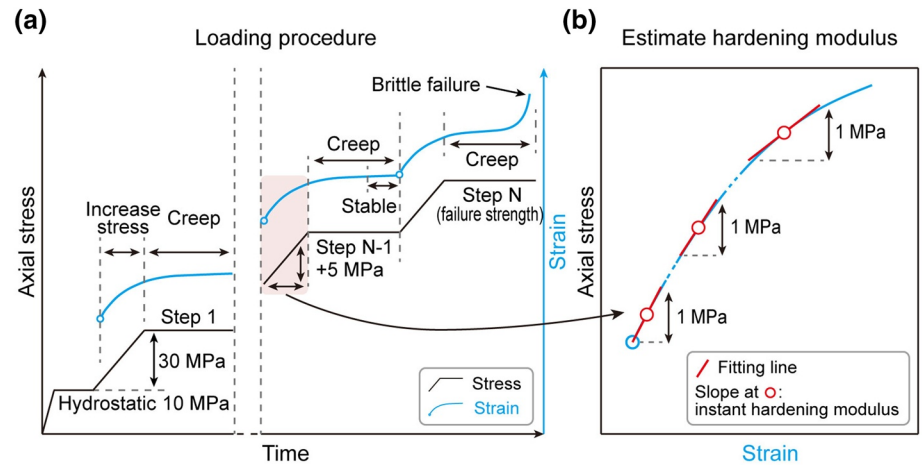 (a)
Loading procedure
Axial stress
Increase
stress
Creep
Step 1
30 MPa
Hydrostatic 10 MPa
Brittle failure
Creep
Stable
Creep
Step N-1
+5 MPa
Step N
(failure strength)
Stress
Strain
Strain
Time
(b)
Estimate hardening modulus
Axial stress
1 MPa
1 MPa
1 MPa
Fitting line
Slope at :
instant hardening modulus
Strain